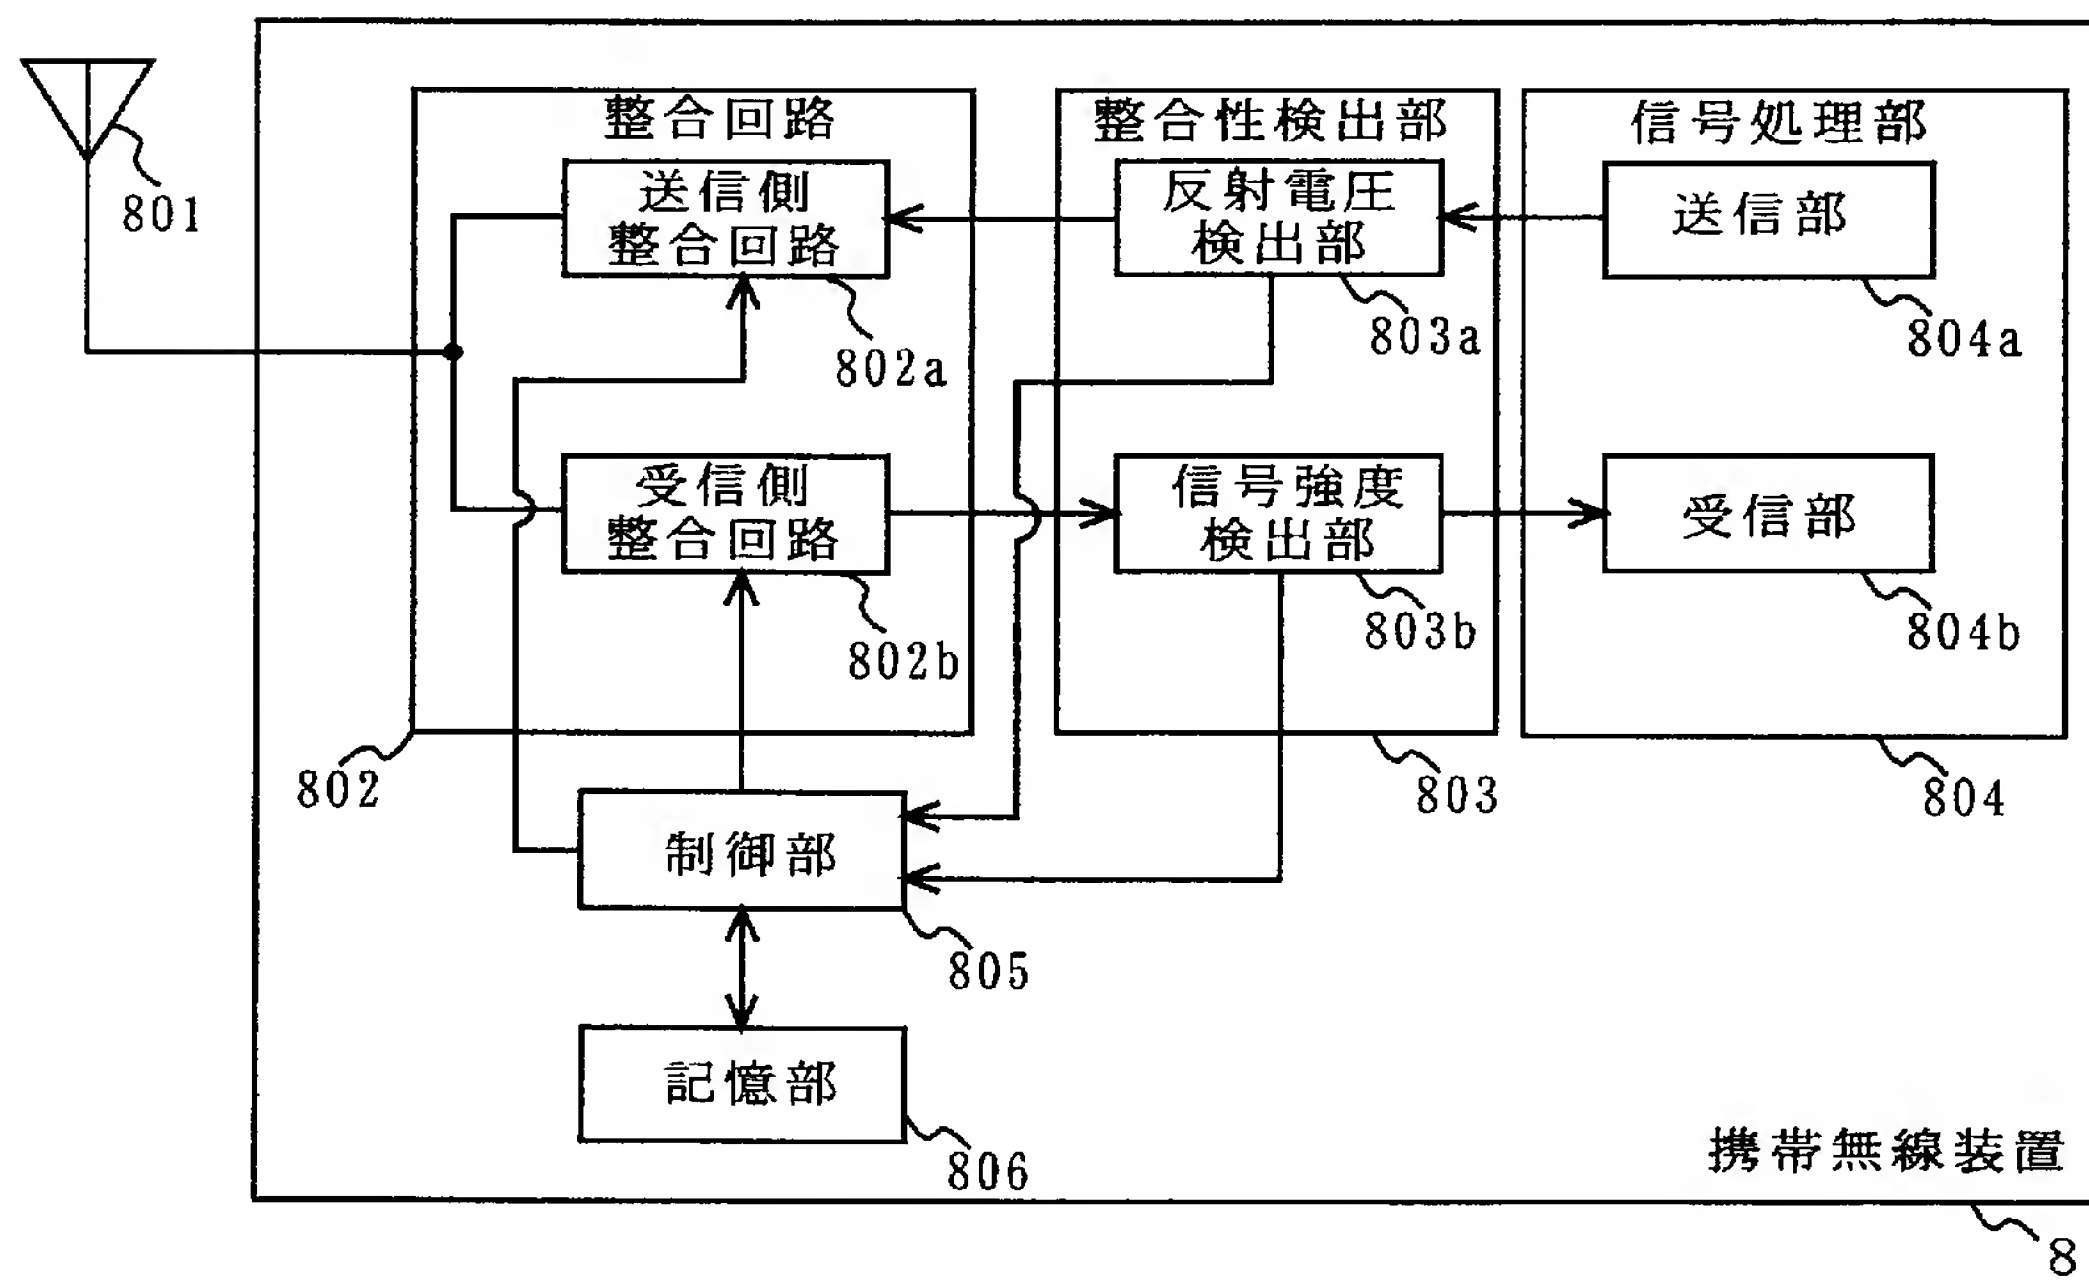 整合回路
整合性検出部
信号処理部
801
送信側
整合回路
802a
反射電圧
検出部
803a
送信部
804a
受信側
整合回路
802b
信号強度
検出部
803b
受信部
804b
802
803
804
制御部
805
記憶部
806
携帯無線装置
8